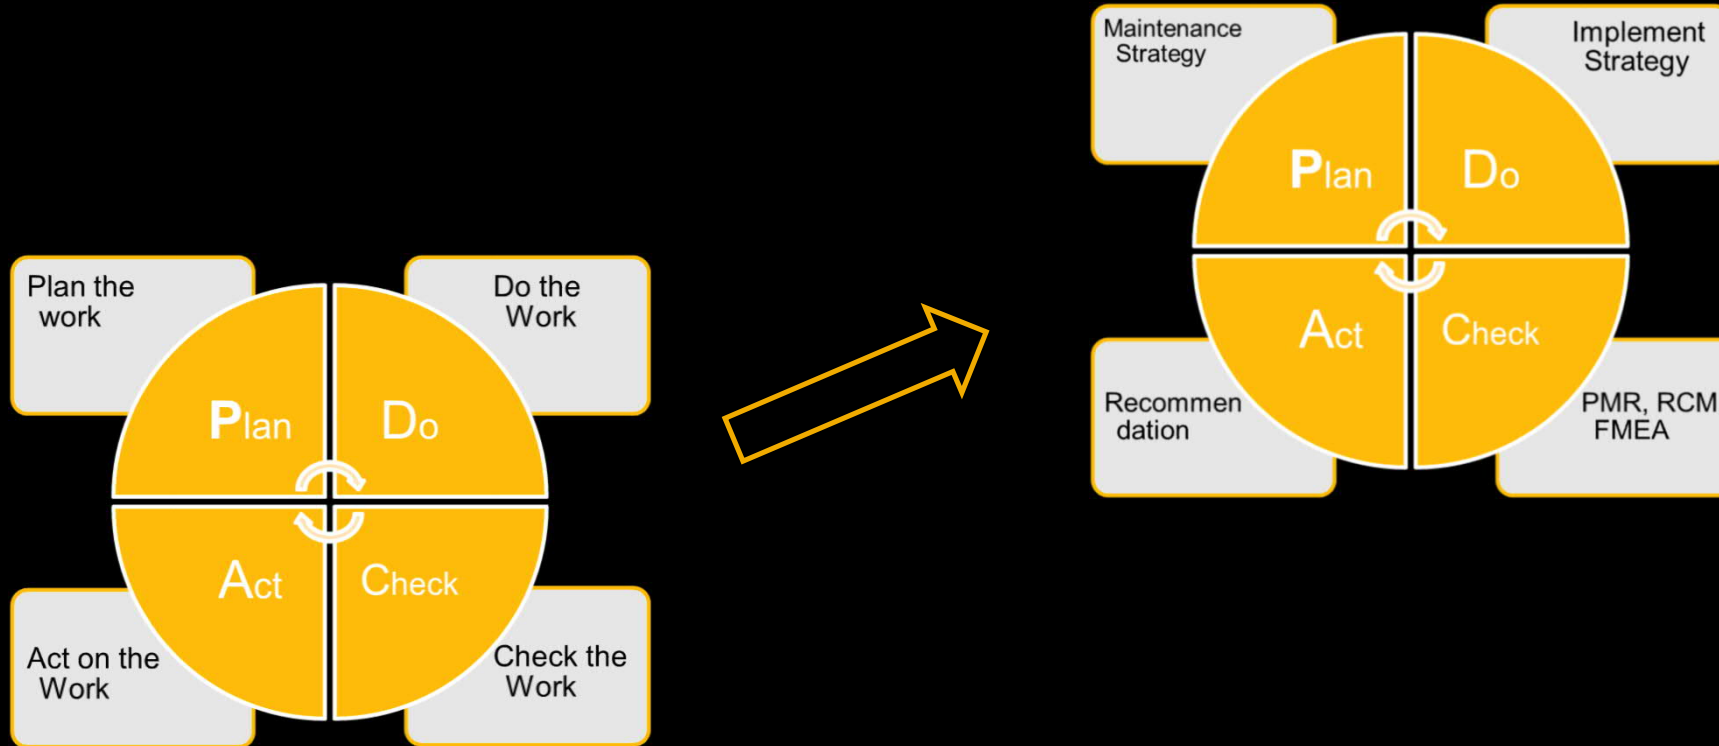 Maintenance
Strategy
Implement
Strategy
Plan
Do
Act
Check
Recommen
dation
PMR, RCM
FMEA
Plan the
work
Do the
Work
Plan
Do
Act
Check
Act on the
Work
Check the
Work